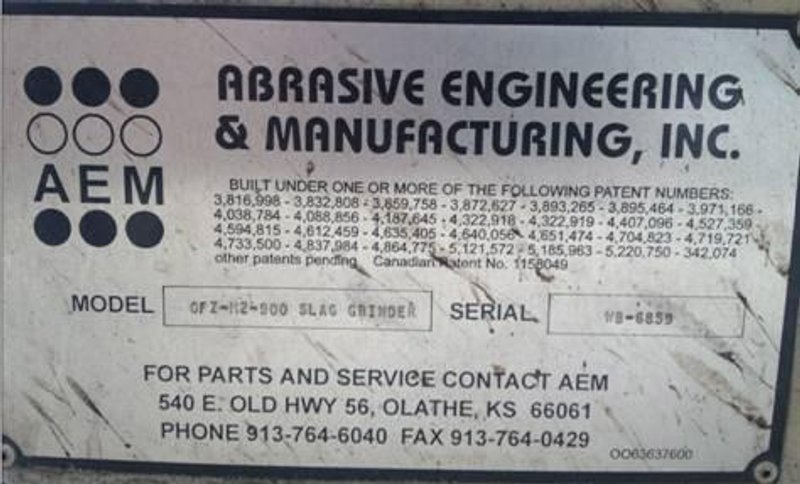 ABRASIVE ENGINEERING
& MANUFACTURING, INC.
AEM
BUILT UNDER ONE OR MORE OF THE FOLLOWING PATENT NUMBERS:
3,816,998 - 3,832,808 - 3,859,758 - 3,872,627 - 3,893,265 - 3,895,464 - 3,971,166 -
4,038,784 - 4,088,856 - 4,187,645 - 4,322,918 - 4,322,919 - 4,407,096 - 4,527,359
4,594,815 - 4,612,459 - 4,635,405 - 4,640,056 - 4,651,474 - 4,704,823 - 4,719,721 -
4,733,500 - 4,837,984 - 4,864,775 - 5,121,572 - 5,185,963 - 5,220,750 - 342,074
other patents pending Canadian Patent No. 1158049
MODEL SLAG GRINDER SERIAL WB-6859
FOR PARTS AND SERVICE CONTACT AEM
540 E. OLD HWY 56, OLATHE, KS 66061
PHONE 913-764-6040 FAX 913-764-0429
OO63637600